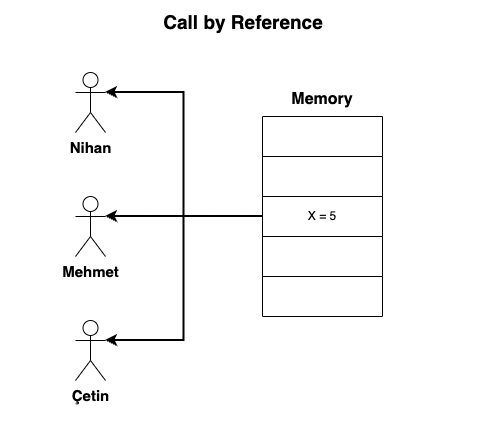 Call by Reference
Memory
Nihan
X = 5
Mehmet
Çetin